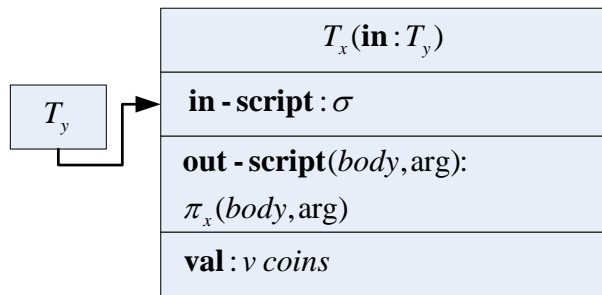 T_y
T_x(in : T_y)
in - script : σ
out - script(body,arg):
π_x(body,arg)
val : v coins